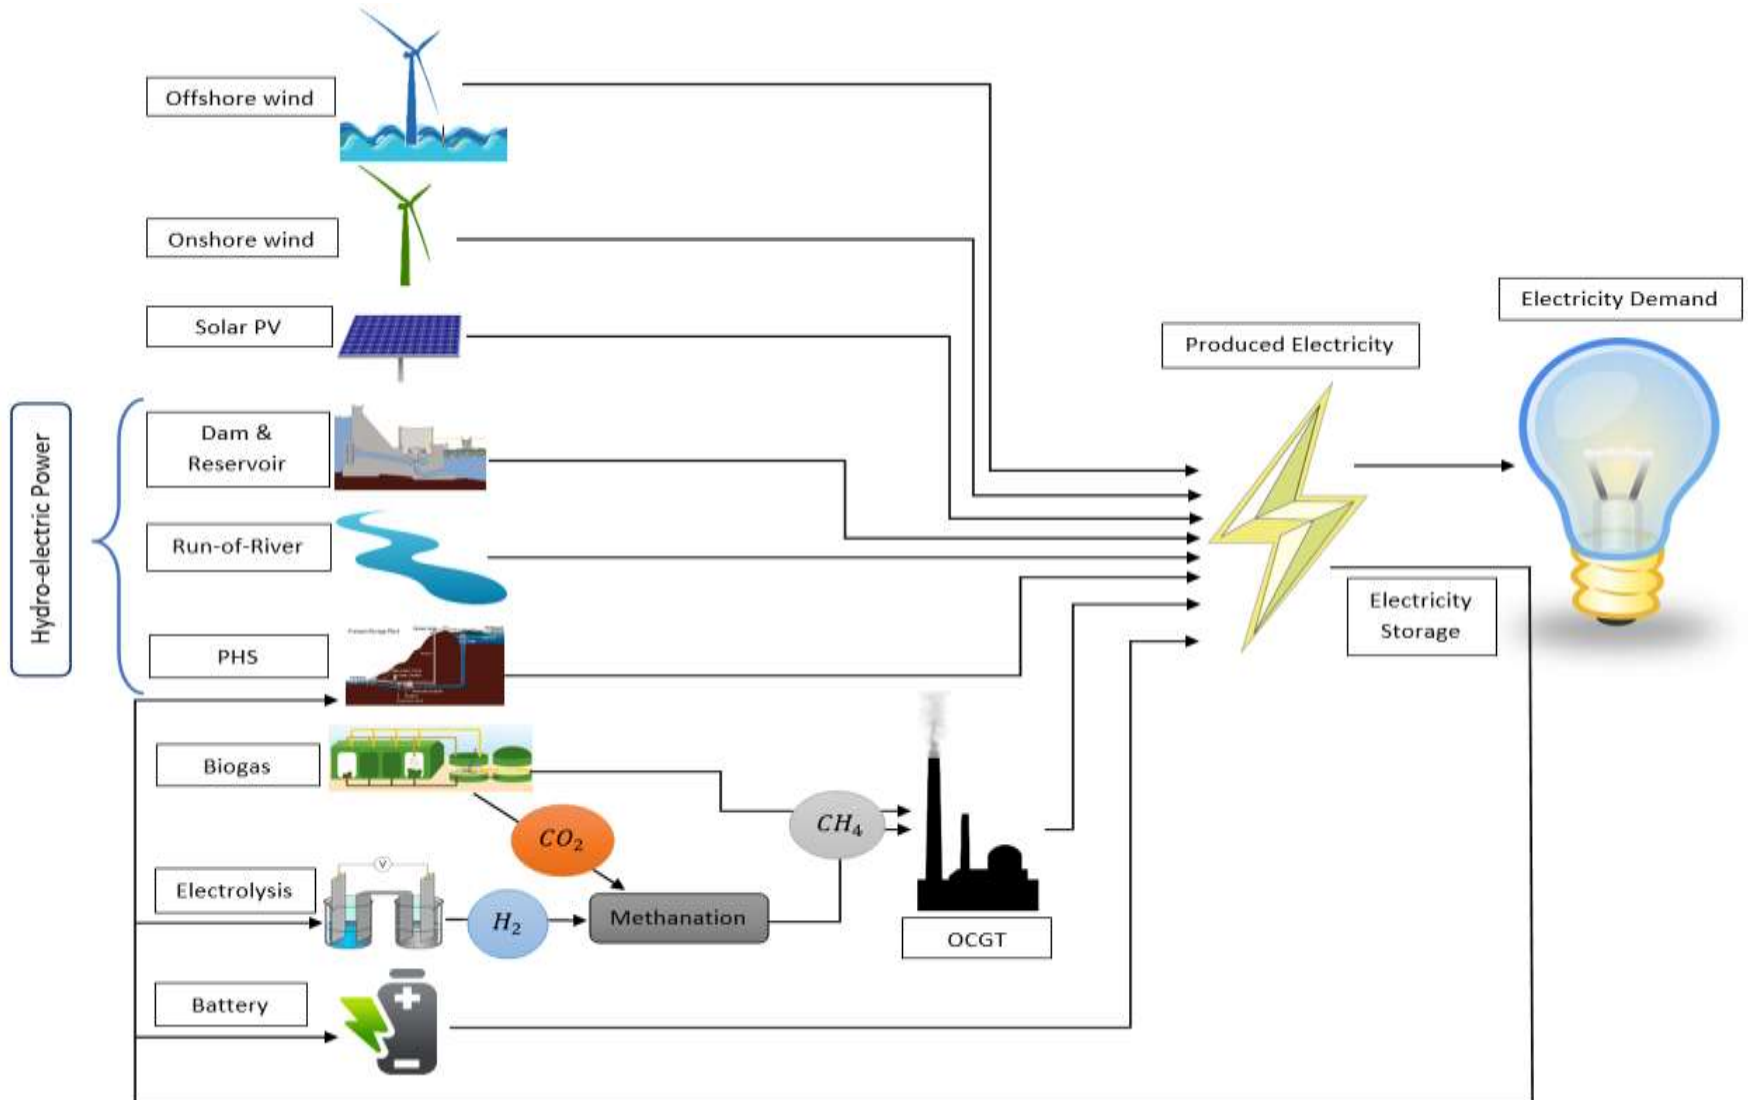 Offshore wind
Onshore wind
Solar PV
Hydro-electric Power
Dam &
Reservoir
Run-of-River
PHS
Biogas
Electrolysis
V
Battery
CO₂
H₂
Methanation
CH₄
OCGT
Produced Electricity
Electricity Demand
Electricity
Storage